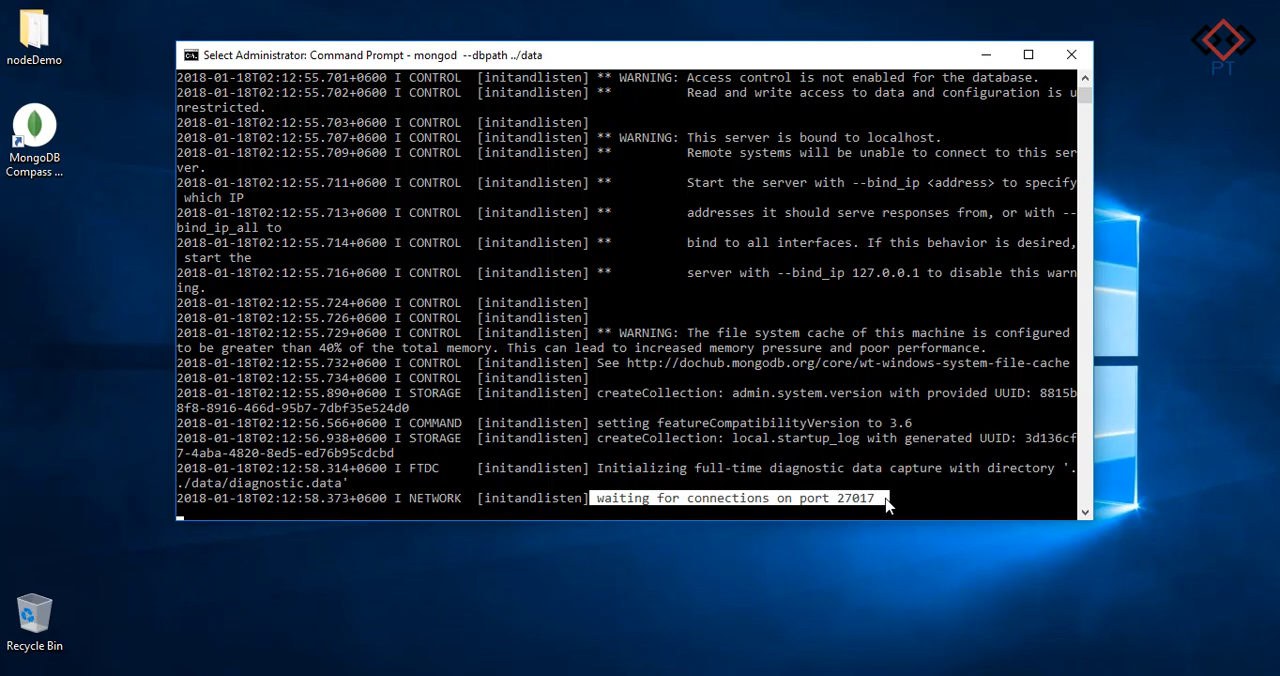 nodeDemo
MongoDB
Compass ...
Recycle Bin
PT
Select Administrator: Command Prompt - mongod  --dbpath ../data
2018-01-18T02:12:55.701+0600 I CONTROL  [initandlisten] ** WARNING: Access control is not enabled for the database.
2018-01-18T02:12:55.702+0600 I CONTROL  [initandlisten] **          Read and write access to data and configuration is u
nrestricted.
2018-01-18T02:12:55.703+0600 I CONTROL  [initandlisten]
2018-01-18T02:12:55.707+0600 I CONTROL  [initandlisten] ** WARNING: This server is bound to localhost.
2018-01-18T02:12:55.709+0600 I CONTROL  [initandlisten] **          Remote systems will be unable to connect to this ser
ver.
2018-01-18T02:12:55.711+0600 I CONTROL  [initandlisten] **          Start the server with --bind_ip <address> to specify
 which IP
2018-01-18T02:12:55.713+0600 I CONTROL  [initandlisten] **          addresses it should serve responses from, or with --
bind_ip_all to
2018-01-18T02:12:55.714+0600 I CONTROL  [initandlisten] **          bind to all interfaces. If this behavior is desired,
 start the
2018-01-18T02:12:55.716+0600 I CONTROL  [initandlisten] **          server with --bind_ip 127.0.0.1 to disable this warn
ing.
2018-01-18T02:12:55.724+0600 I CONTROL  [initandlisten]
2018-01-18T02:12:55.726+0600 I CONTROL  [initandlisten]
2018-01-18T02:12:55.729+0600 I CONTROL  [initandlisten] ** WARNING: The file system cache of this machine is configured
to be greater than 40% of the total memory. This can lead to increased memory pressure and poor performance.
2018-01-18T02:12:55.732+0600 I CONTROL  [initandlisten] See http://dochub.mongodb.org/core/wt-windows-system-file-cache
2018-01-18T02:12:55.734+0600 I CONTROL  [initandlisten]
2018-01-18T02:12:55.890+0600 I STORAGE  [initandlisten] createCollection: admin.system.version with provided UUID: 8815b
8f8-8916-466d-95b7-7dbf35e524d0
2018-01-18T02:12:56.566+0600 I COMMAND  [initandlisten] setting featureCompatibilityVersion to 3.6
2018-01-18T02:12:56.938+0600 I STORAGE  [initandlisten] createCollection: local.startup_log with generated UUID: 3d136cf
7-4aba-4820-8ed5-ed76b95cdcbd
2018-01-18T02:12:58.314+0600 I FTDC     [initandlisten] Initializing full-time diagnostic data capture with directory '.
./data/diagnostic.data'
2018-01-18T02:12:58.373+0600 I NETWORK  [initandlisten] waiting for connections on port 27017